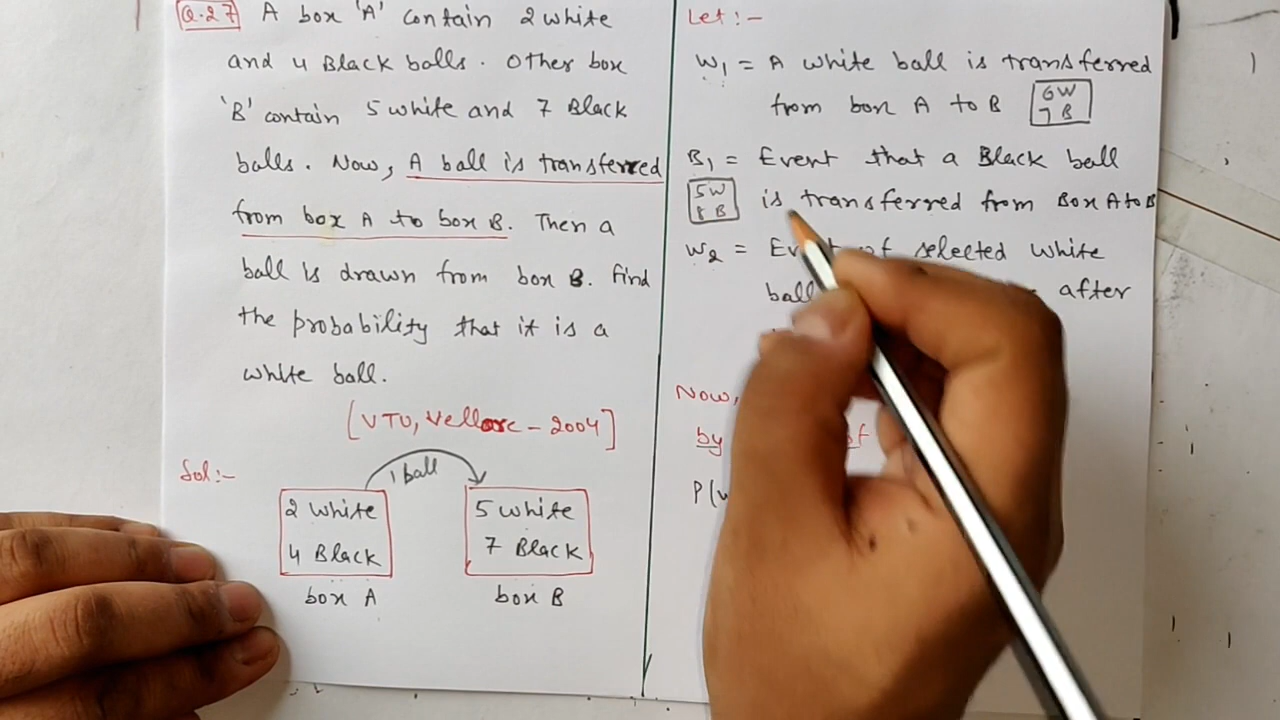 Q.27 A box 'A' contain 2 white
and 4 Black balls. Other box
'B' contain 5 white and 7 Black
balls. Now, A ball is transferred
from box A to box B. Then a
ball is drawn from box B. Find
the probability that it is a
white ball.
[VTU, Vellore - 2004]
Sol:-
1 ball
2 white
4 Black
box A
5 white
7 Black
box B
Let:-
W1 = A white ball is transferred
from box A to B
6W
7B
B1 = Event that a Black ball
is transferred from Box A to B
5W
8B
W2 = Event of selected white
ball after
Now,
by of
P(W